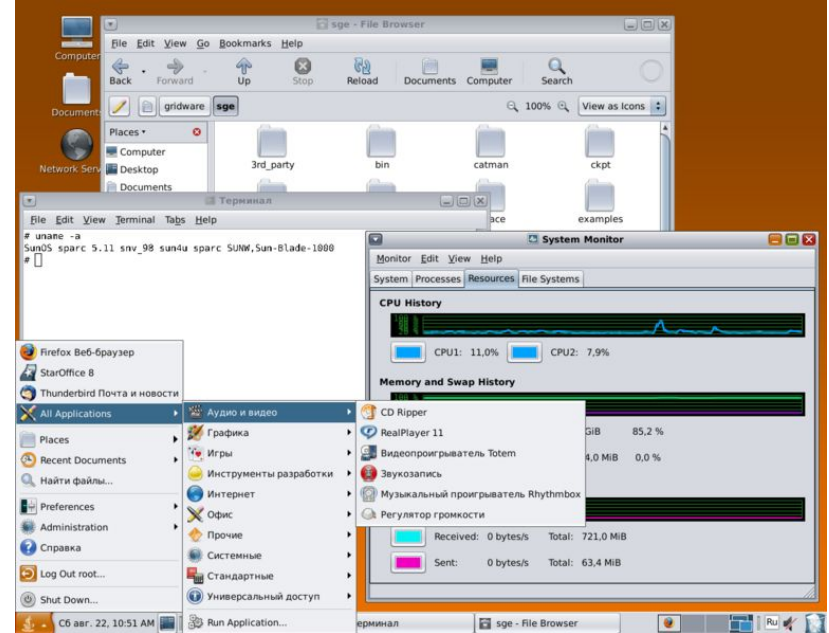 Computer
Documents
Network Serv
sge - File Browser
File Edit View Go Bookmarks Help
Back Forward Up Stop Reload Documents Computer Search
gridware sge 100% View as Icons
Places
Computer
Desktop
Documents
3rd_party bin catman ckpt
ace examples
Терминал
File Edit View Terminal Tabs Help
# uname -a
SunOS sparc 5.11 snv_98 sun4u sparc SUNW,Sun-Blade-1000
#
System Monitor
Monitor Edit View Help
System Processes Resources File Systems
CPU History
CPU1: 11,0% CPU2: 7,9%
Memory and Swap History
GiB 85,2 %
4,0 MiB 0,0 %
Received: 0 bytes/s Total: 721,0 MiB
Sent: 0 bytes/s Total: 63,4 MiB
Firefox Веб-браузер
StarOffice 8
Thunderbird Почта и новости
All Applications
Places
Recent Documents
Найти файлы...
Preferences
Administration
Справка
Log Out root...
Shut Down...
Аудио и видео
Графика
Игры
Инструменты разработки
Интернет
Офис
Прочие
Системные
Стандартные
Универсальный доступ
Run Application...
CD Ripper
RealPlayer 11
Видеопроигрыватель Totem
Звукозапись
Музыкальный проигрыватель Rhythmbox
Регулятор громкости
Сб авг. 22, 10:51 AM
ерминал
sge - File Browser
Ru